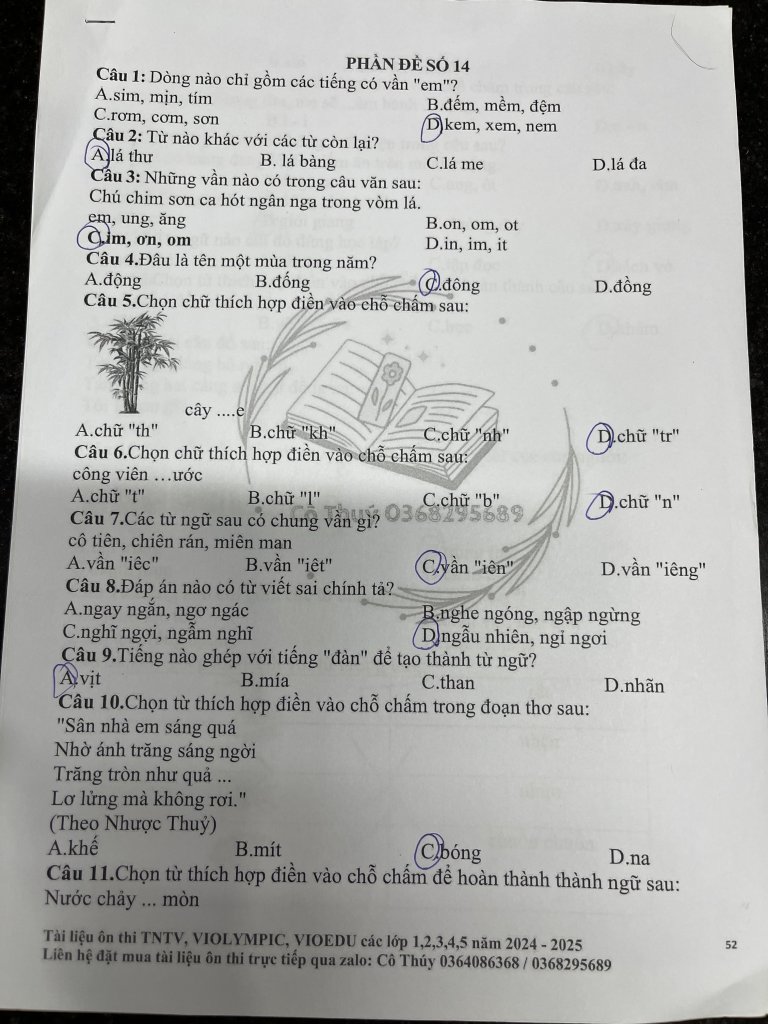 PHẦN ĐỀ SỐ 14
Câu 1: Dòng nào chỉ gồm các tiếng có vần "em"?
A.sim, mịn, tím B.đếm, mềm, đệm
C.rơm, cơm, sơn D.kem, xem, nem
Câu 2: Từ nào khác với các từ còn lại?
A.lá thư B. lá bàng C.lá me D.lá đa
Câu 3: Những vần nào có trong câu văn sau:
Chú chim sơn ca hót ngân nga trong vòm lá.
em, ung, ăng B.on, om, ot
C.im, ơn, om D.in, im, it
Câu 4.Đâu là tên một mùa trong năm?
A.động B.đống C.đông D.đồng
Câu 5.Chọn chữ thích hợp điền vào chỗ chấm sau:
cây ....e
A.chữ "th" B.chữ "kh" C.chữ "nh" D.chữ "tr"
Câu 6.Chọn chữ thích hợp điền vào chỗ chấm sau:
công viên ...ước
A.chữ "t" B.chữ "l" C.chữ "b" D.chữ "n"
Cô Thuý 0368295689
Câu 7.Các từ ngữ sau có chung vần gì?
cô tiên, chiên rán, miên man
A.vần "iêc" B.vần "iêt" C.vần "iên" D.vần "iêng"
Câu 8.Đáp án nào có từ viết sai chính tả?
A.ngay ngắn, ngơ ngác B.nghe ngóng, ngập ngừng
C.nghĩ ngợi, ngẫm nghĩ D.ngẫu nhiên, ngỉ ngơi
Câu 9.Tiếng nào ghép với tiếng "đàn" để tạo thành từ ngữ?
A.vịt B.mía C.than D.nhãn
Câu 10.Chọn từ thích hợp điền vào chỗ chấm trong đoạn thơ sau:
"Sân nhà em sáng quá
Nhờ ánh trăng sáng ngời
Trăng tròn như quả ...
Lơ lửng mà không rơi."
(Theo Nhược Thuỷ)
A.khế B.mít C.bóng D.na
Câu 11.Chọn từ thích hợp điền vào chỗ chấm để hoàn thành thành ngữ sau:
Nước chảy ... mòn
Tài liệu ôn thi TNTV, VIOLYMPIC, VIOEDU các lớp 1,2,3,4,5 năm 2024 - 2025
Liên hệ đặt mua tài liệu ôn thi trực tiếp qua zalo: Cô Thúy 0364086368 / 0368295689
52